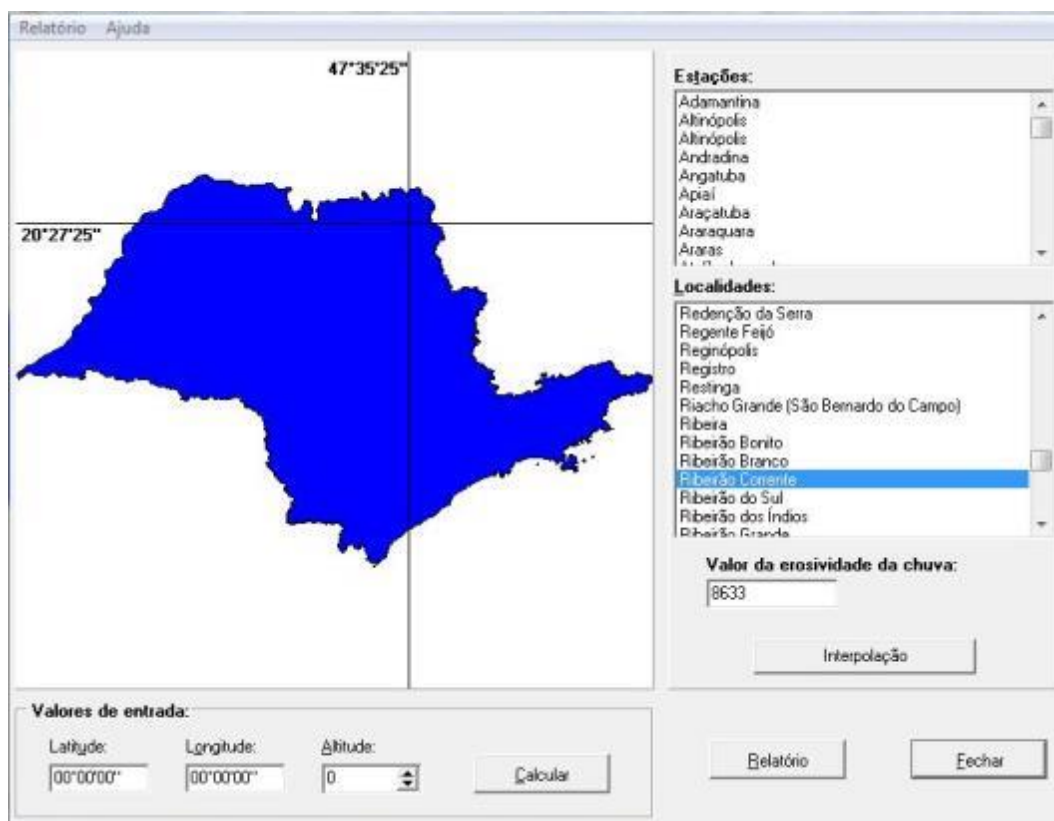 Relatório Ajuda
47°35'25"
20°27'25"
Estações:
Adamantina
Altinópolis
Altinópolis
Andradina
Angatuba
Apiaí
Araçatuba
Araraquara
Araras
Localidades:
Redenção da Serra
Regente Feijó
Reginópolis
Registro
Restinga
Riacho Grande (São Bernardo do Campo)
Ribeira
Ribeirão Bonito
Ribeirão Branco
Ribeirão Corrente
Ribeirão do Sul
Ribeirão dos Índios
Ribeirão Grande
Valor da erosividade da chuva:
8633
Interpolação
Valores de entrada:
Latitude: Longitude: Altitude:
00°00'00" 00°00'00" 0
Calcular
Relatório Fechar